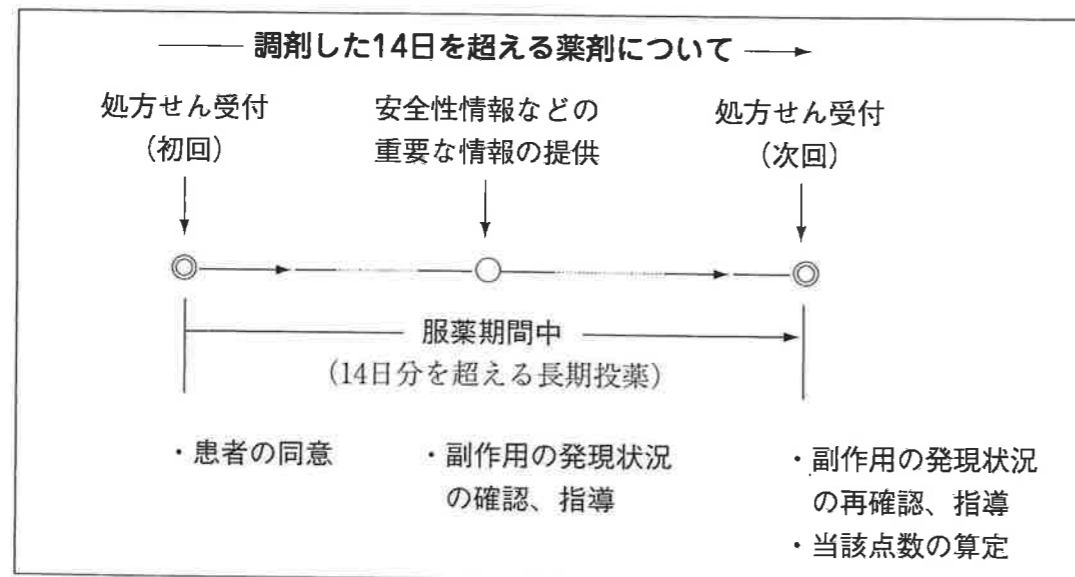 調剤した14日を超える薬剤について
処方せん受付
(初回)
安全性情報などの
重要な情報の提供
処方せん受付
(次回)
服薬期間中
(14日分を超える長期投薬)
・患者の同意
・副作用の発現状況
の確認、指導
・副作用の発現状況
の再確認、指導
・当該点数の算定